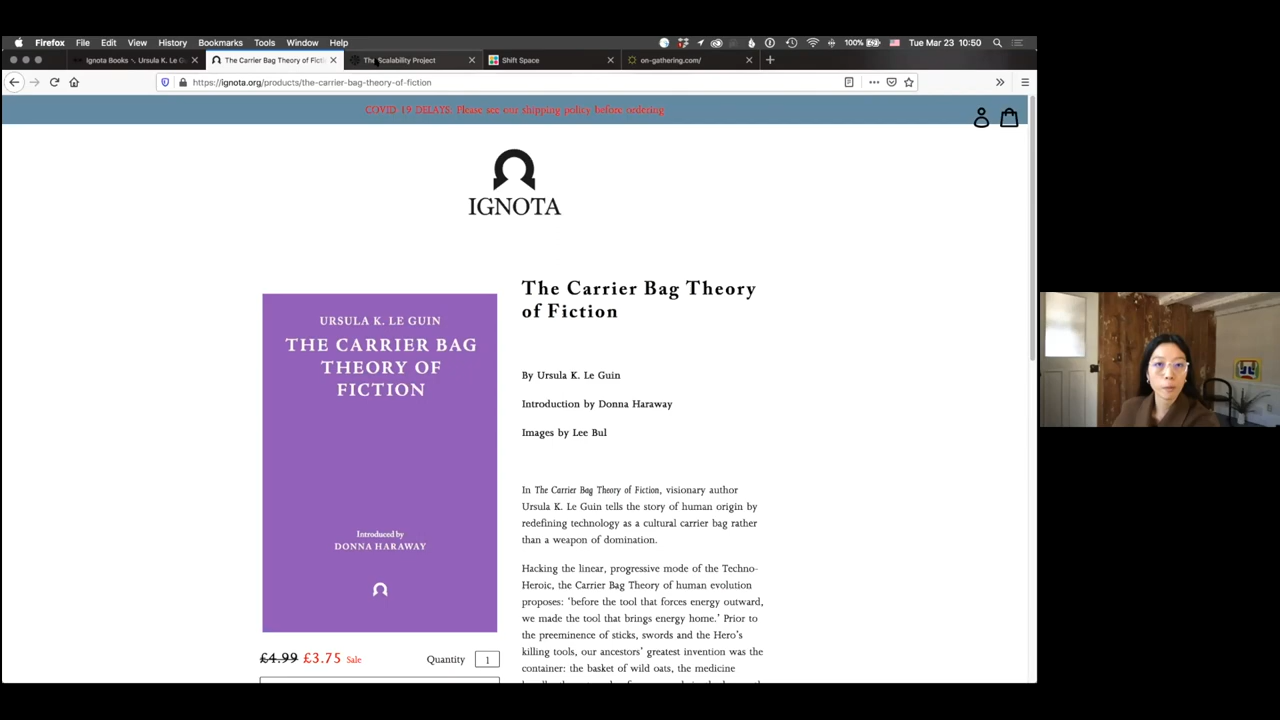 Firefox File Edit View History Bookmarks Tools Window Help 100% Tue Mar 23 10:50
Ignota Books ⸌ Ursula K. Le G The Carrier Bag Theory of Ficti The Scalability Project Shift Space on-gathering.com/
https://ignota.org/products/the-carrier-bag-theory-of-fiction
COVID 19 DELAYS. Please see our shipping policy before ordering.
IGNOTA
The Carrier Bag Theory
of Fiction
By Ursula K. Le Guin
Introduction by Donna Haraway
Images by Lee Bul
In The Carrier Bag Theory of Fiction, visionary author
Ursula K. Le Guin tells the story of human origin by
redefining technology as a cultural carrier bag rather
than a weapon of domination.
Hacking the linear, progressive mode of the Techno-
Heroic, the Carrier Bag Theory of human evolution
proposes: ‘before the tool that forces energy outward,
we made the tool that brings energy home.’ Prior to
the preeminence of sticks, swords and the Hero’s
killing tools, our ancestors’ greatest invention was the
container: the basket of wild oats, the medicine
URSULA K. LE GUIN
THE CARRIER BAG
THEORY OF
FICTION
Introduced by
DONNA HARAWAY
£4.99 £3.75 Sale
Quantity 1